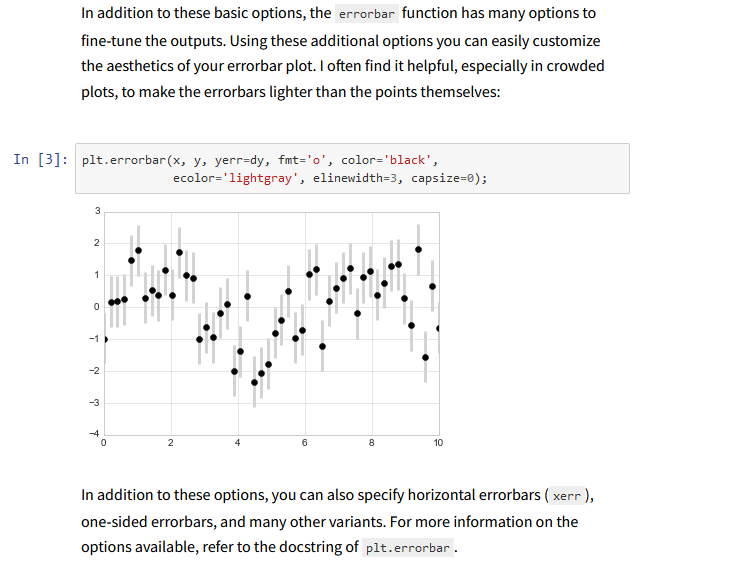 In addition to these basic options, the errorbar function has many options to
fine-tune the outputs. Using these additional options you can easily customize
the aesthetics of your errorbar plot. I often find it helpful, especially in crowded
plots, to make the errorbars lighter than the points themselves:
In [3]: plt.errorbar(x, y, yerr=dy, fmt='o', color='black',
ecolor='lightgray', elinewidth=3, capsize=0);
3
2
1
0
−1
−2
−3
−4
0 2 4 6 8 10
In addition to these options, you can also specify horizontal errorbars ( xerr ),
one-sided errorbars, and many other variants. For more information on the
options available, refer to the docstring of plt.errorbar .